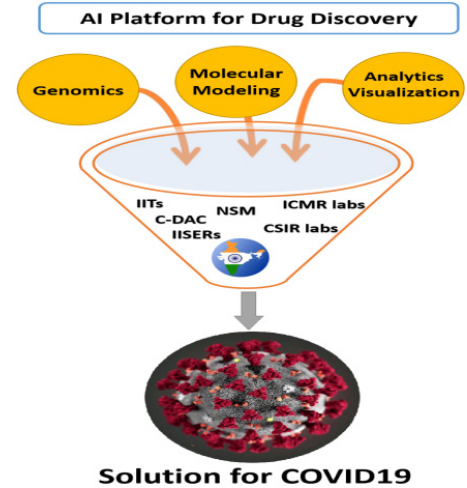 AI Platform for Drug Discovery
Genomics
Molecular
Modeling
Analytics
Visualization
IITs
C-DAC
IISERs
NSM
ICMR labs
CSIR labs
Solution for COVID19